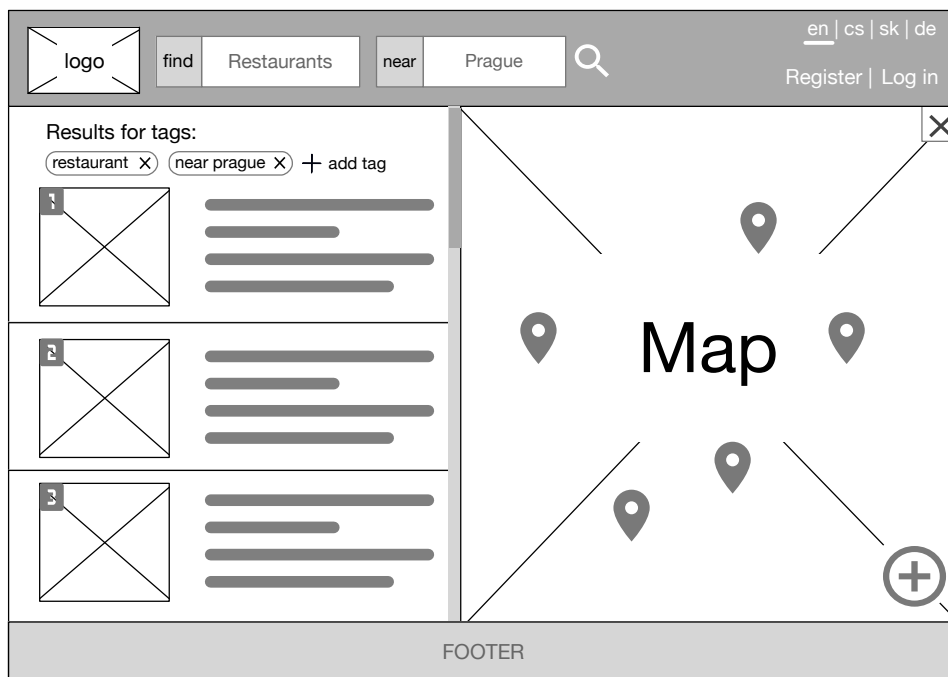 logo
find Restaurants
near Prague
en | cs | sk | de
Register | Log in
Results for tags:
restaurant X
near prague X
+ add tag
1
2
3
Map
FOOTER